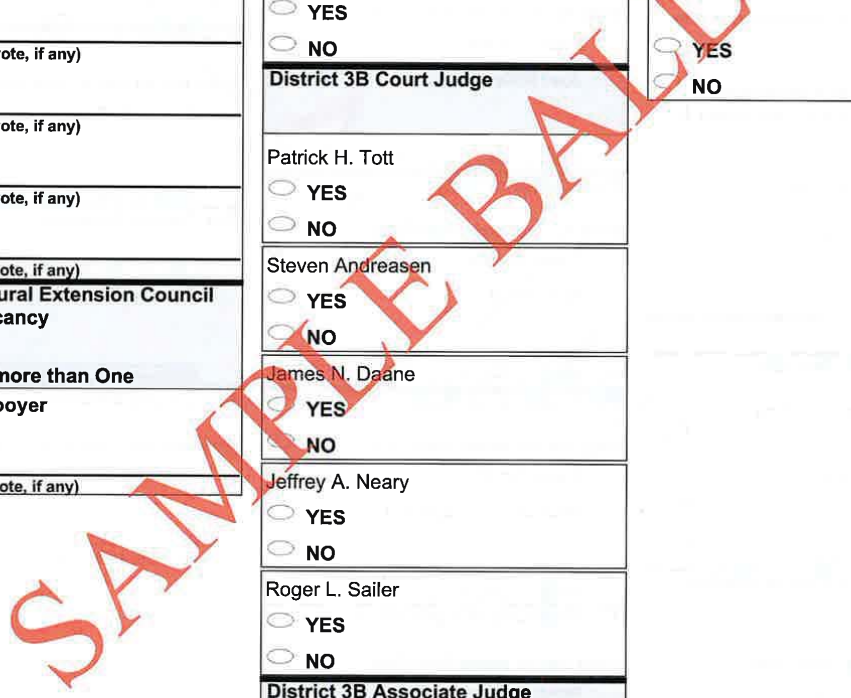 ote, if any)
ote, if any)
ote, if any)
ote, if any)
ural Extension Council
cancy
more than One
ooyer
ote, if any)
YES
NO
District 3B Court Judge
Patrick H. Tott
YES
NO
Steven Andreasen
YES
NO
James N. Daane
YES
NO
Jeffrey A. Neary
YES
NO
Roger L. Sailer
YES
NO
District 3B Associate Judge
YES
NO
SAMPLE BALL